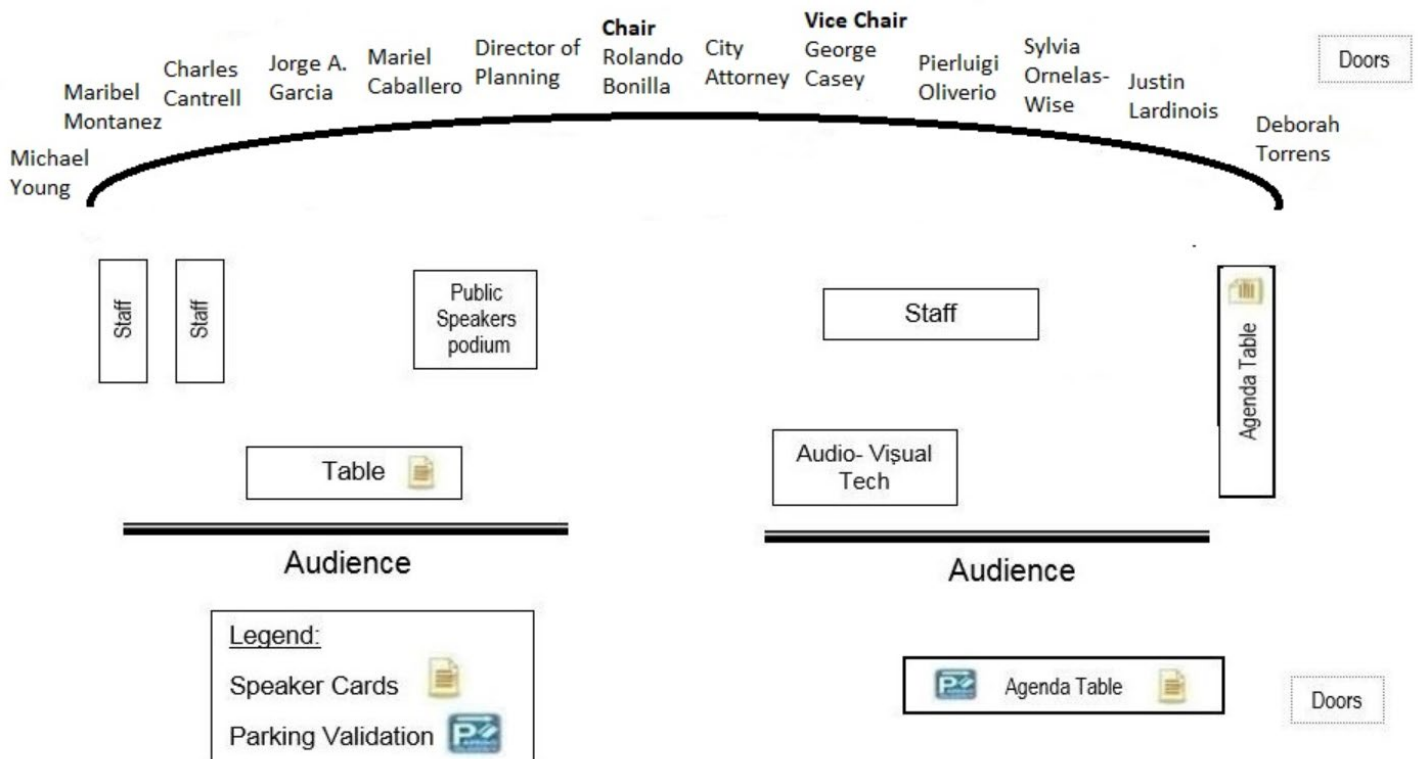 Michael
Young
Maribel
Montanez
Charles
Cantrell
Jorge A.
Garcia
Mariel
Caballero
Director of
Planning
Chair
Rolando
Bonilla
City
Attorney
Vice Chair
George
Casey
Pierluigi
Oliverio
Sylvia
Ornelas-
Wise
Justin
Lardinois
Deborah
Torrens
Doors
Staff
Staff
Public
Speakers
podium
Staff
Agenda Table
Table
Audio- Vișual
Tech
Audience
Audience
Legend:
Speaker Cards
Parking Validation
Agenda Table
Doors